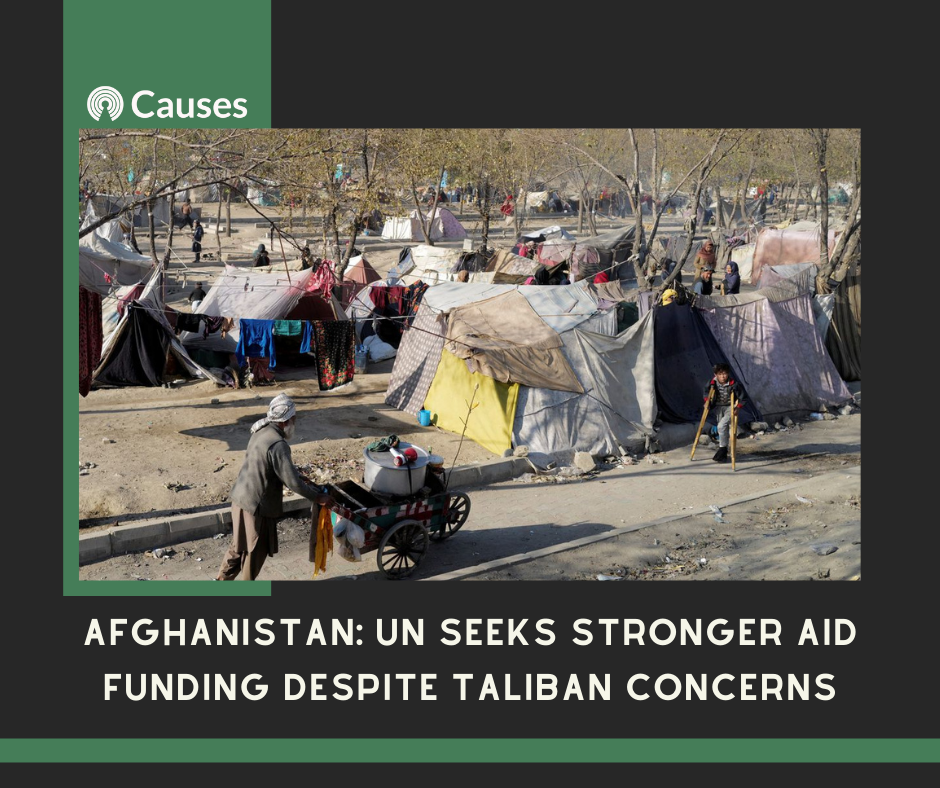 Causes
AFGHANISTAN: UN SEEKS STRONGER AID
FUNDING DESPITE TALIBAN CONCERNS